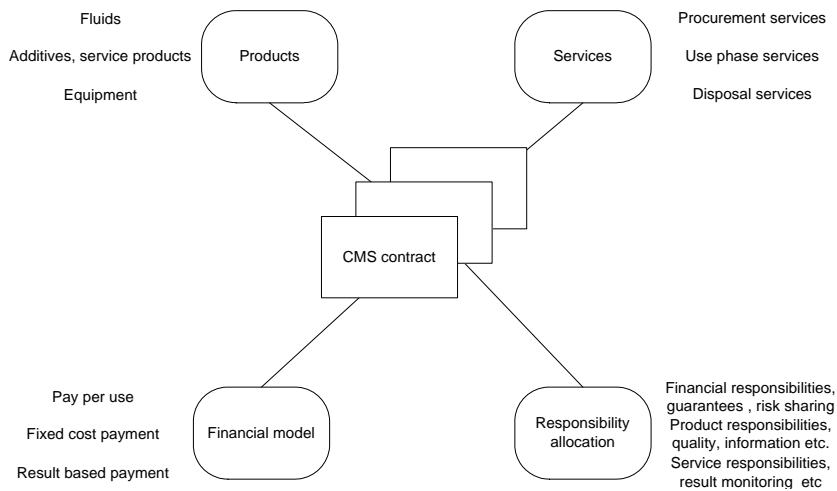 Fluids
Additives, service products
Equipment
Products
Services
Procurement services
Use phase services
Disposal services
CMS contract
Pay per use
Fixed cost payment
Result based payment
Financial model
Responsibility
allocation
Financial responsibilities,
guarantees , risk sharing
Product responsibilities,
quality, information etc.
Service responsibilities,
result monitoring  etc